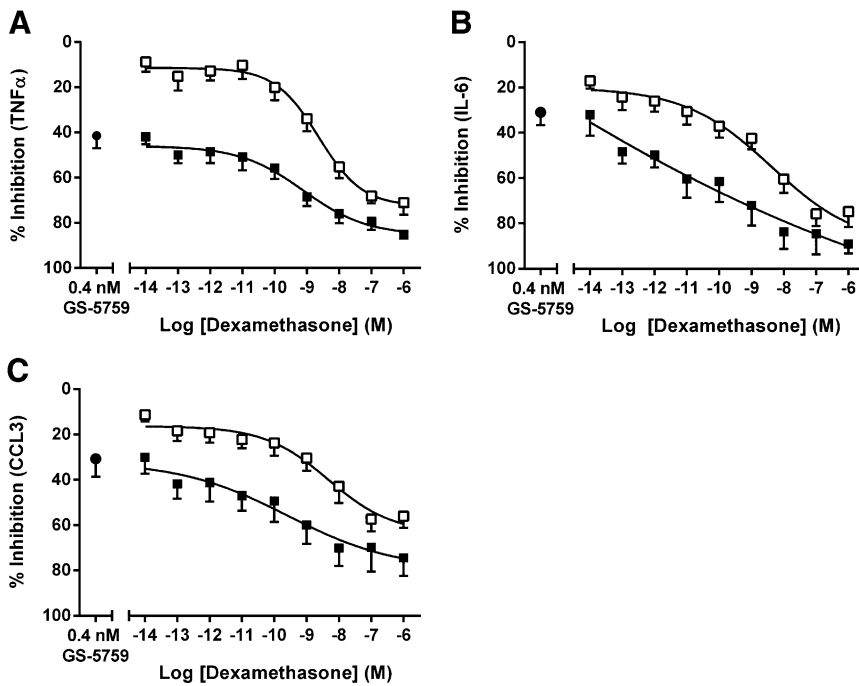 A
% Inhibition (TNFα)
0
20
40
60
80
100
0.4 nM
GS-5759
-14 -13 -12 -11 -10 -9 -8 -7 -6
Log [Dexamethasone] (M)
B
% Inhibition (IL-6)
0
20
40
60
80
100
0.4 nM
GS-5759
-14 -13 -12 -11 -10 -9 -8 -7 -6
Log [Dexamethasone] (M)
C
% Inhibition (CCL3)
0
20
40
60
80
100
0.4 nM
GS-5759
-14 -13 -12 -11 -10 -9 -8 -7 -6
Log [Dexamethasone] (M)